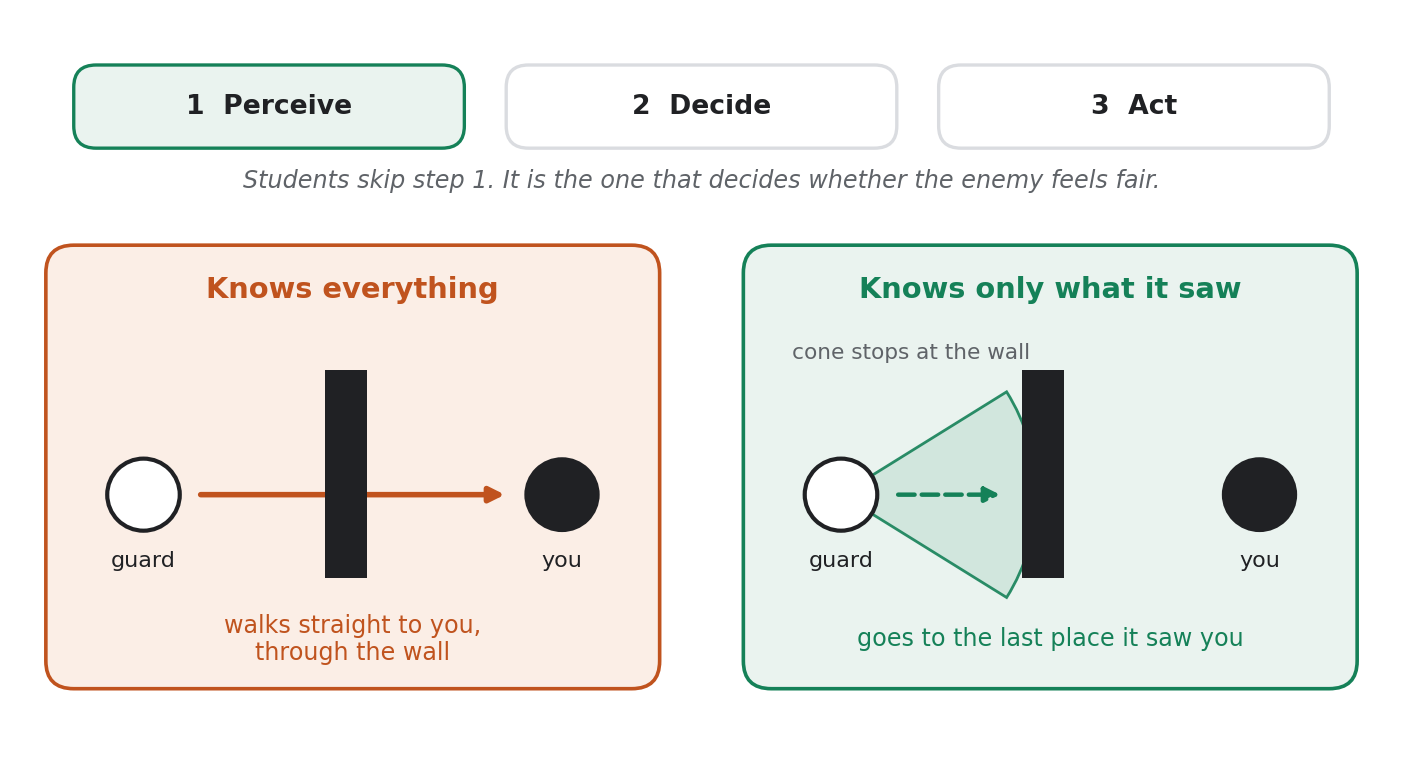 1 Perceive
2 Decide
3 Act
Students skip step 1. It is the one that decides whether the enemy feels fair.
Knows everything
guard
you
walks straight to you,
through the wall
Knows only what it saw
cone stops at the wall
guard
you
goes to the last place it saw you